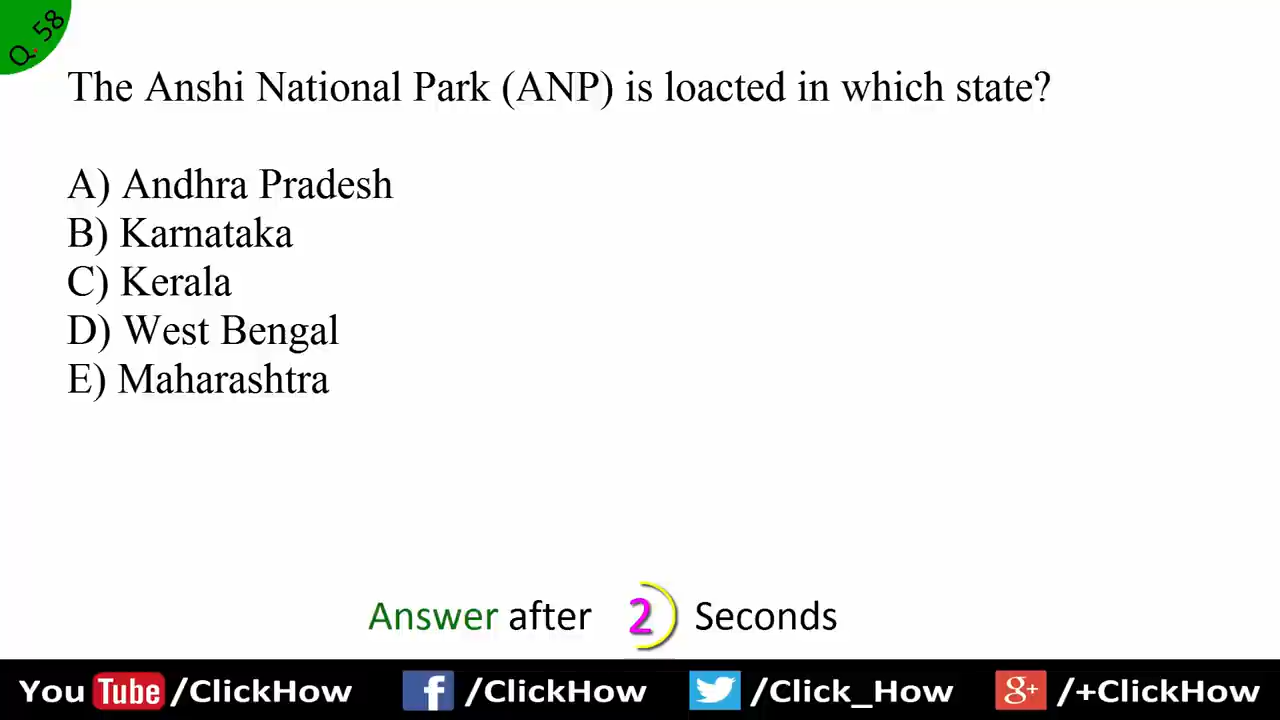 Q. 58
The Anshi National Park (ANP) is loacted in which state?
A) Andhra Pradesh
B) Karnataka
C) Kerala
D) West Bengal
E) Maharashtra
Answer after 2 Seconds
You Tube /ClickHow f /ClickHow /Click_How g+ /+ClickHow